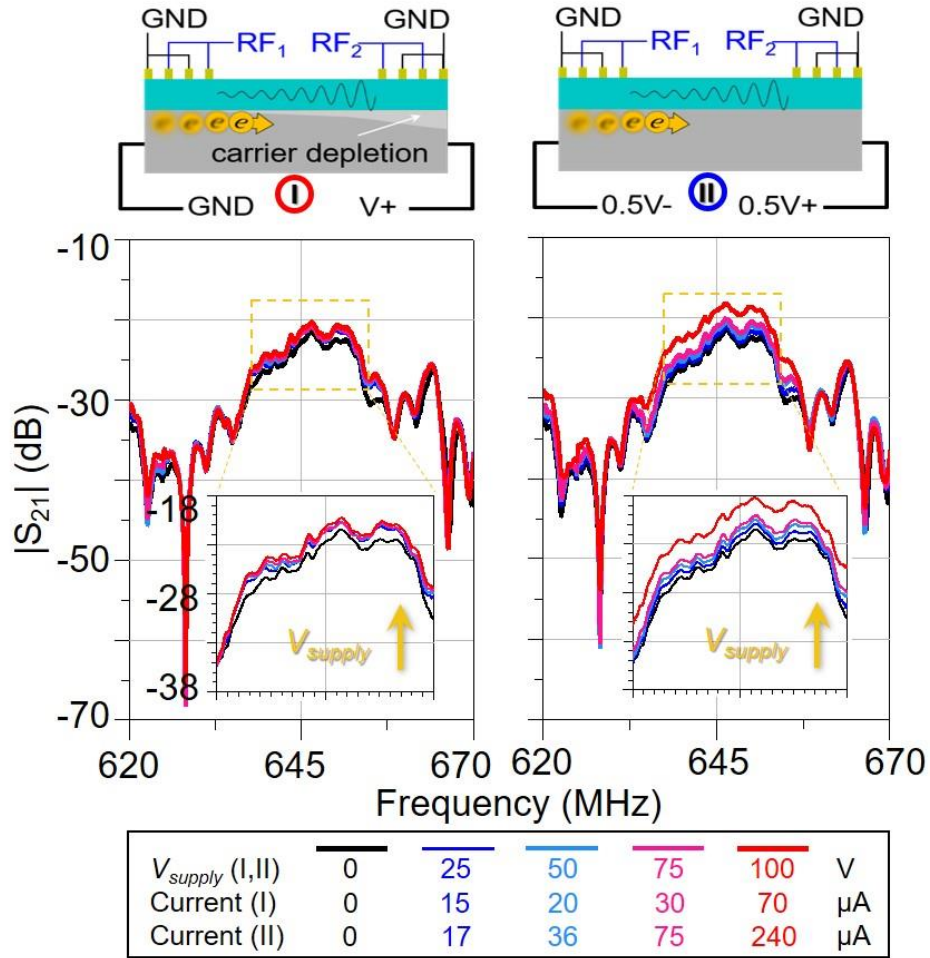 GND GND GND GND
RF1 RF2 RF1 RF2
e e e e e e e e
carrier depletion
GND I V+ 0.5V- II 0.5V+
-10
-30
-50
-70
|S21| (dB)
-18
-28
-38
Vsupply Vsupply
620 645 670 620 645 670
Frequency (MHz)
Vsupply (I,II) 0 25 50 75 100 V
Current (I) 0 15 20 30 70 µA
Current (II) 0 17 36 75 240 µA